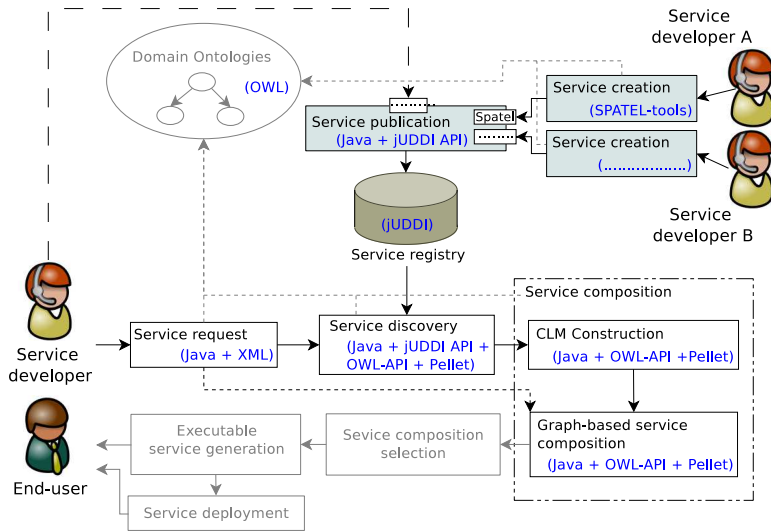 Service
developer A
Domain Ontologies
(OWL)
Service creation
(SPATEL-tools)
..........
Spatel
Service publication
(Java + jUDDI API)
..........
Service creation
(...................)
Service
developer B
(jUDDI)
Service registry
Service composition
Service
developer
Service request
(Java + XML)
Service discovery
(Java + jUDDI API +
OWL-API + Pellet)
CLM Construction
(Java + OWL-API +Pellet)
Graph-based service
composition
(Java + OWL-API + Pellet)
Sevice composition
selection
Executable
service generation
Service deployment
End-user